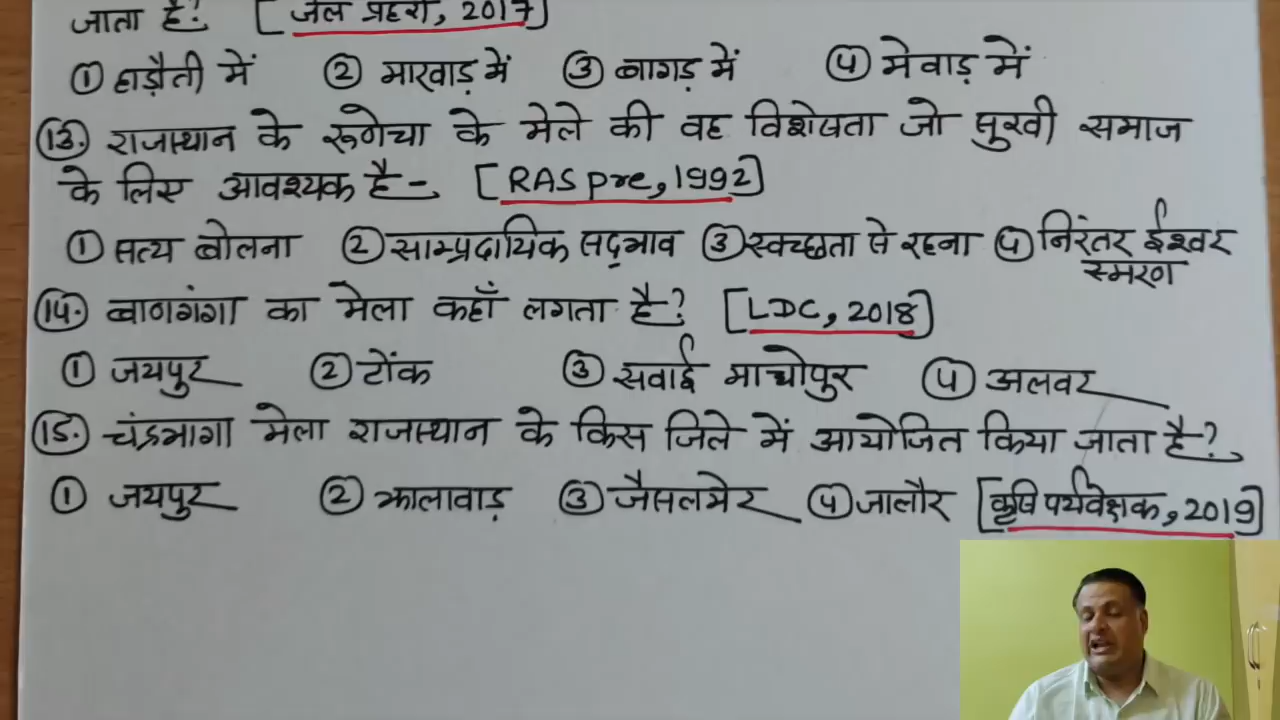 जाता है? [जेल प्रहरी, 2017]
① हाड़ौती में ② मारवाड़ में ③ बागड़ में ④ मेवाड़ में
⑬. राजस्थान के रूणेचा के मेले की वह विशेषता जो सुखी समाज
के लिए आवश्यक है- [RAS pre, 1992]
① सत्य बोलना ② साम्प्रदायिक सद्भाव ③ स्वच्छता से रहना ④ निरंतर ईश्वर
स्मरण
⑭. बाणगंगा का मेला कहाँ लगता है? [LDC, 2018]
① जयपुर ② टोंक ③ सवाई माधोपुर ④ अलवर
⑮. चंद्रभागा मेला राजस्थान के किस जिले में आयोजित किया जाता है?
① जयपुर ② झालावाड़ ③ जैसलमेर ④ जालौर [कृषि पर्यवेक्षक, 2019]